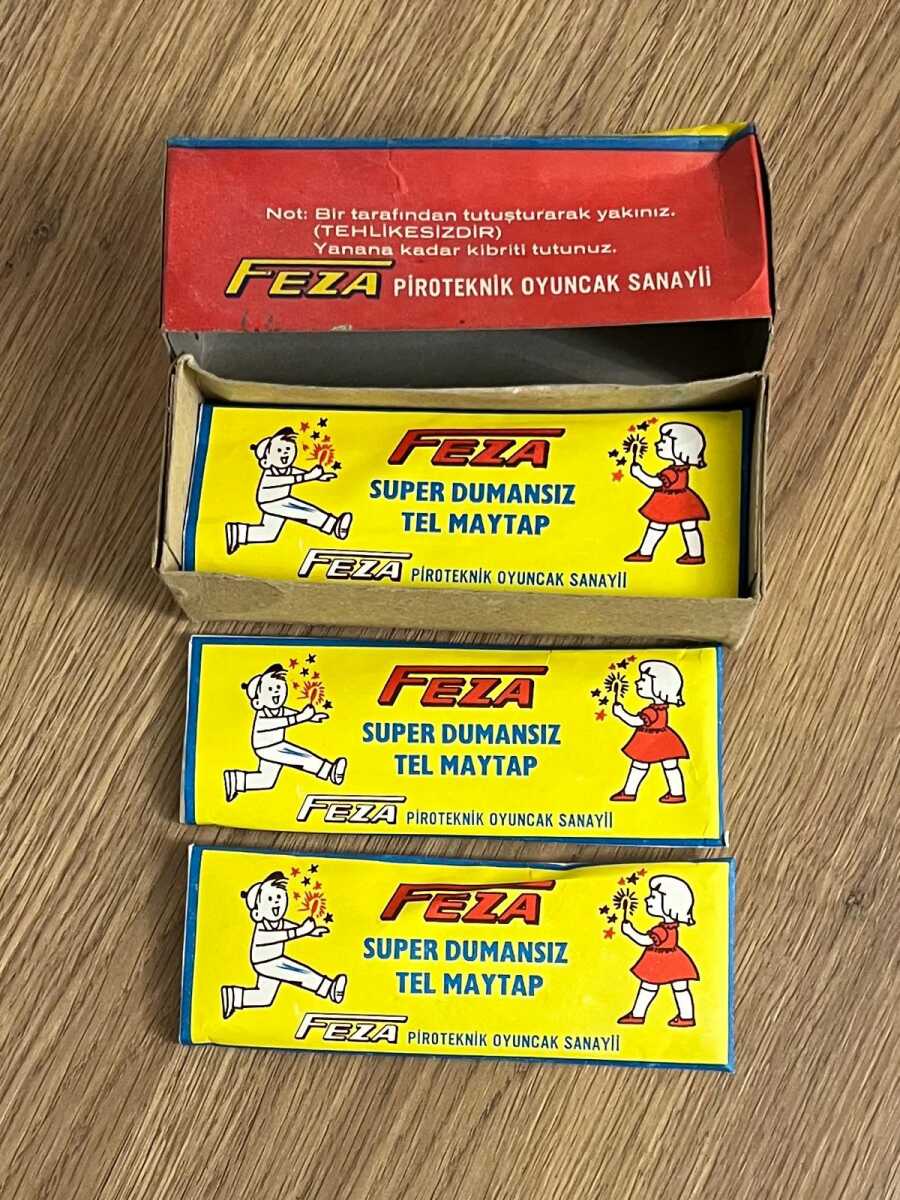 Not: Bir tarafından tutuşturarak yakınız.
(TEHLİKESİZDİR)
Yanana kadar kibriti tutunuz.
FEZA PİROTEKNİK OYUNCAK SANAYİİ
FEZA
SUPER DUMANSIZ
TEL MAYTAP
FEZA PİROTEKNİK OYUNCAK SANAYİİ
FEZA
SUPER DUMANSIZ
TEL MAYTAP
FEZA PİROTEKNİK OYUNCAK SANAYİİ
FEZA
SUPER DUMANSIZ
TEL MAYTAP
FEZA PİROTEKNİK OYUNCAK SANAYİİ